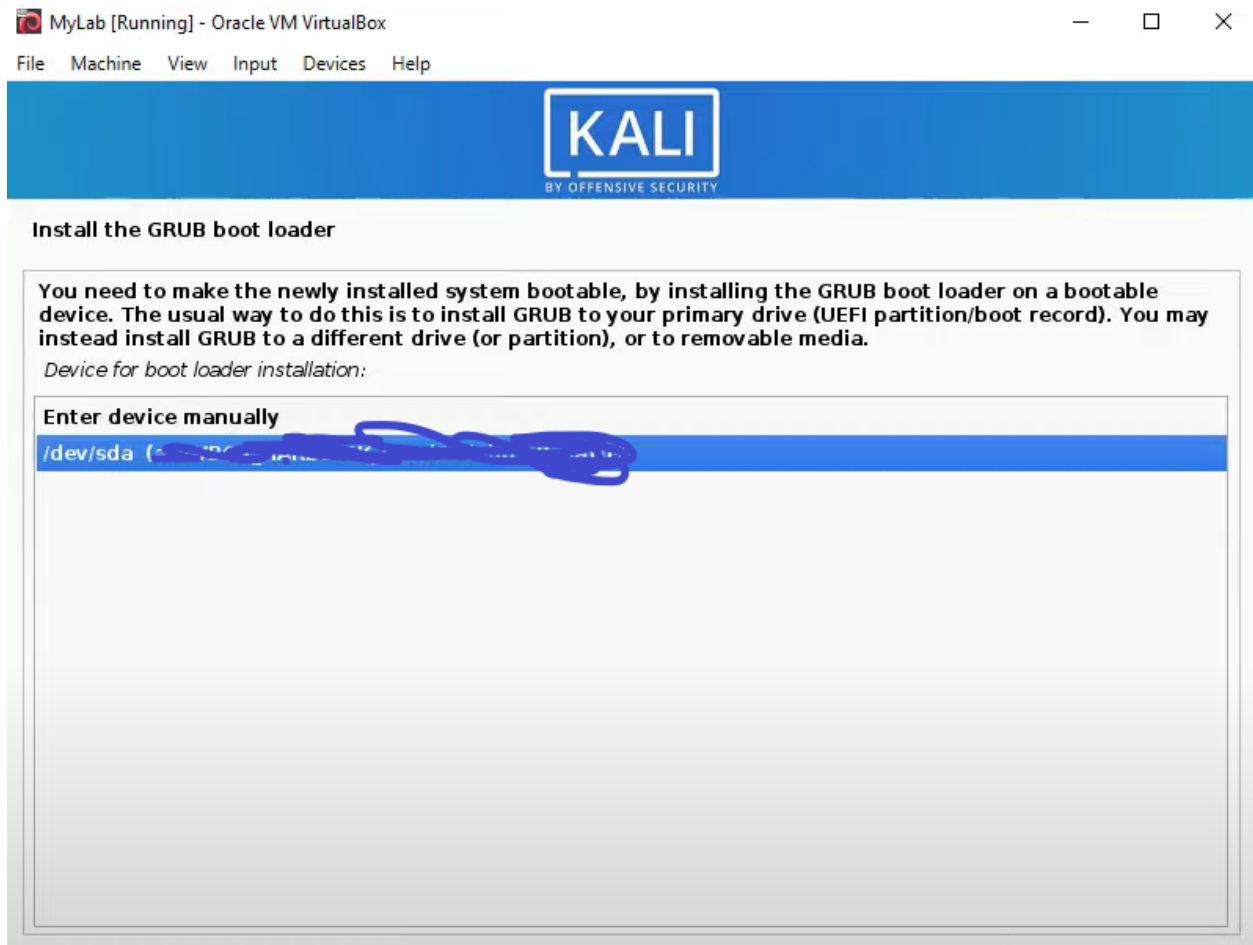 MyLab [Running] - Oracle VM VirtualBox
File Machine View Input Devices Help
KALI
BY OFFENSIVE SECURITY
Install the GRUB boot loader
You need to make the newly installed system bootable, by installing the GRUB boot loader on a bootable
device. The usual way to do this is to install GRUB to your primary drive (UEFI partition/boot record). You may
instead install GRUB to a different drive (or partition), or to removable media.
Device for boot loader installation:
Enter device manually
/dev/sda (